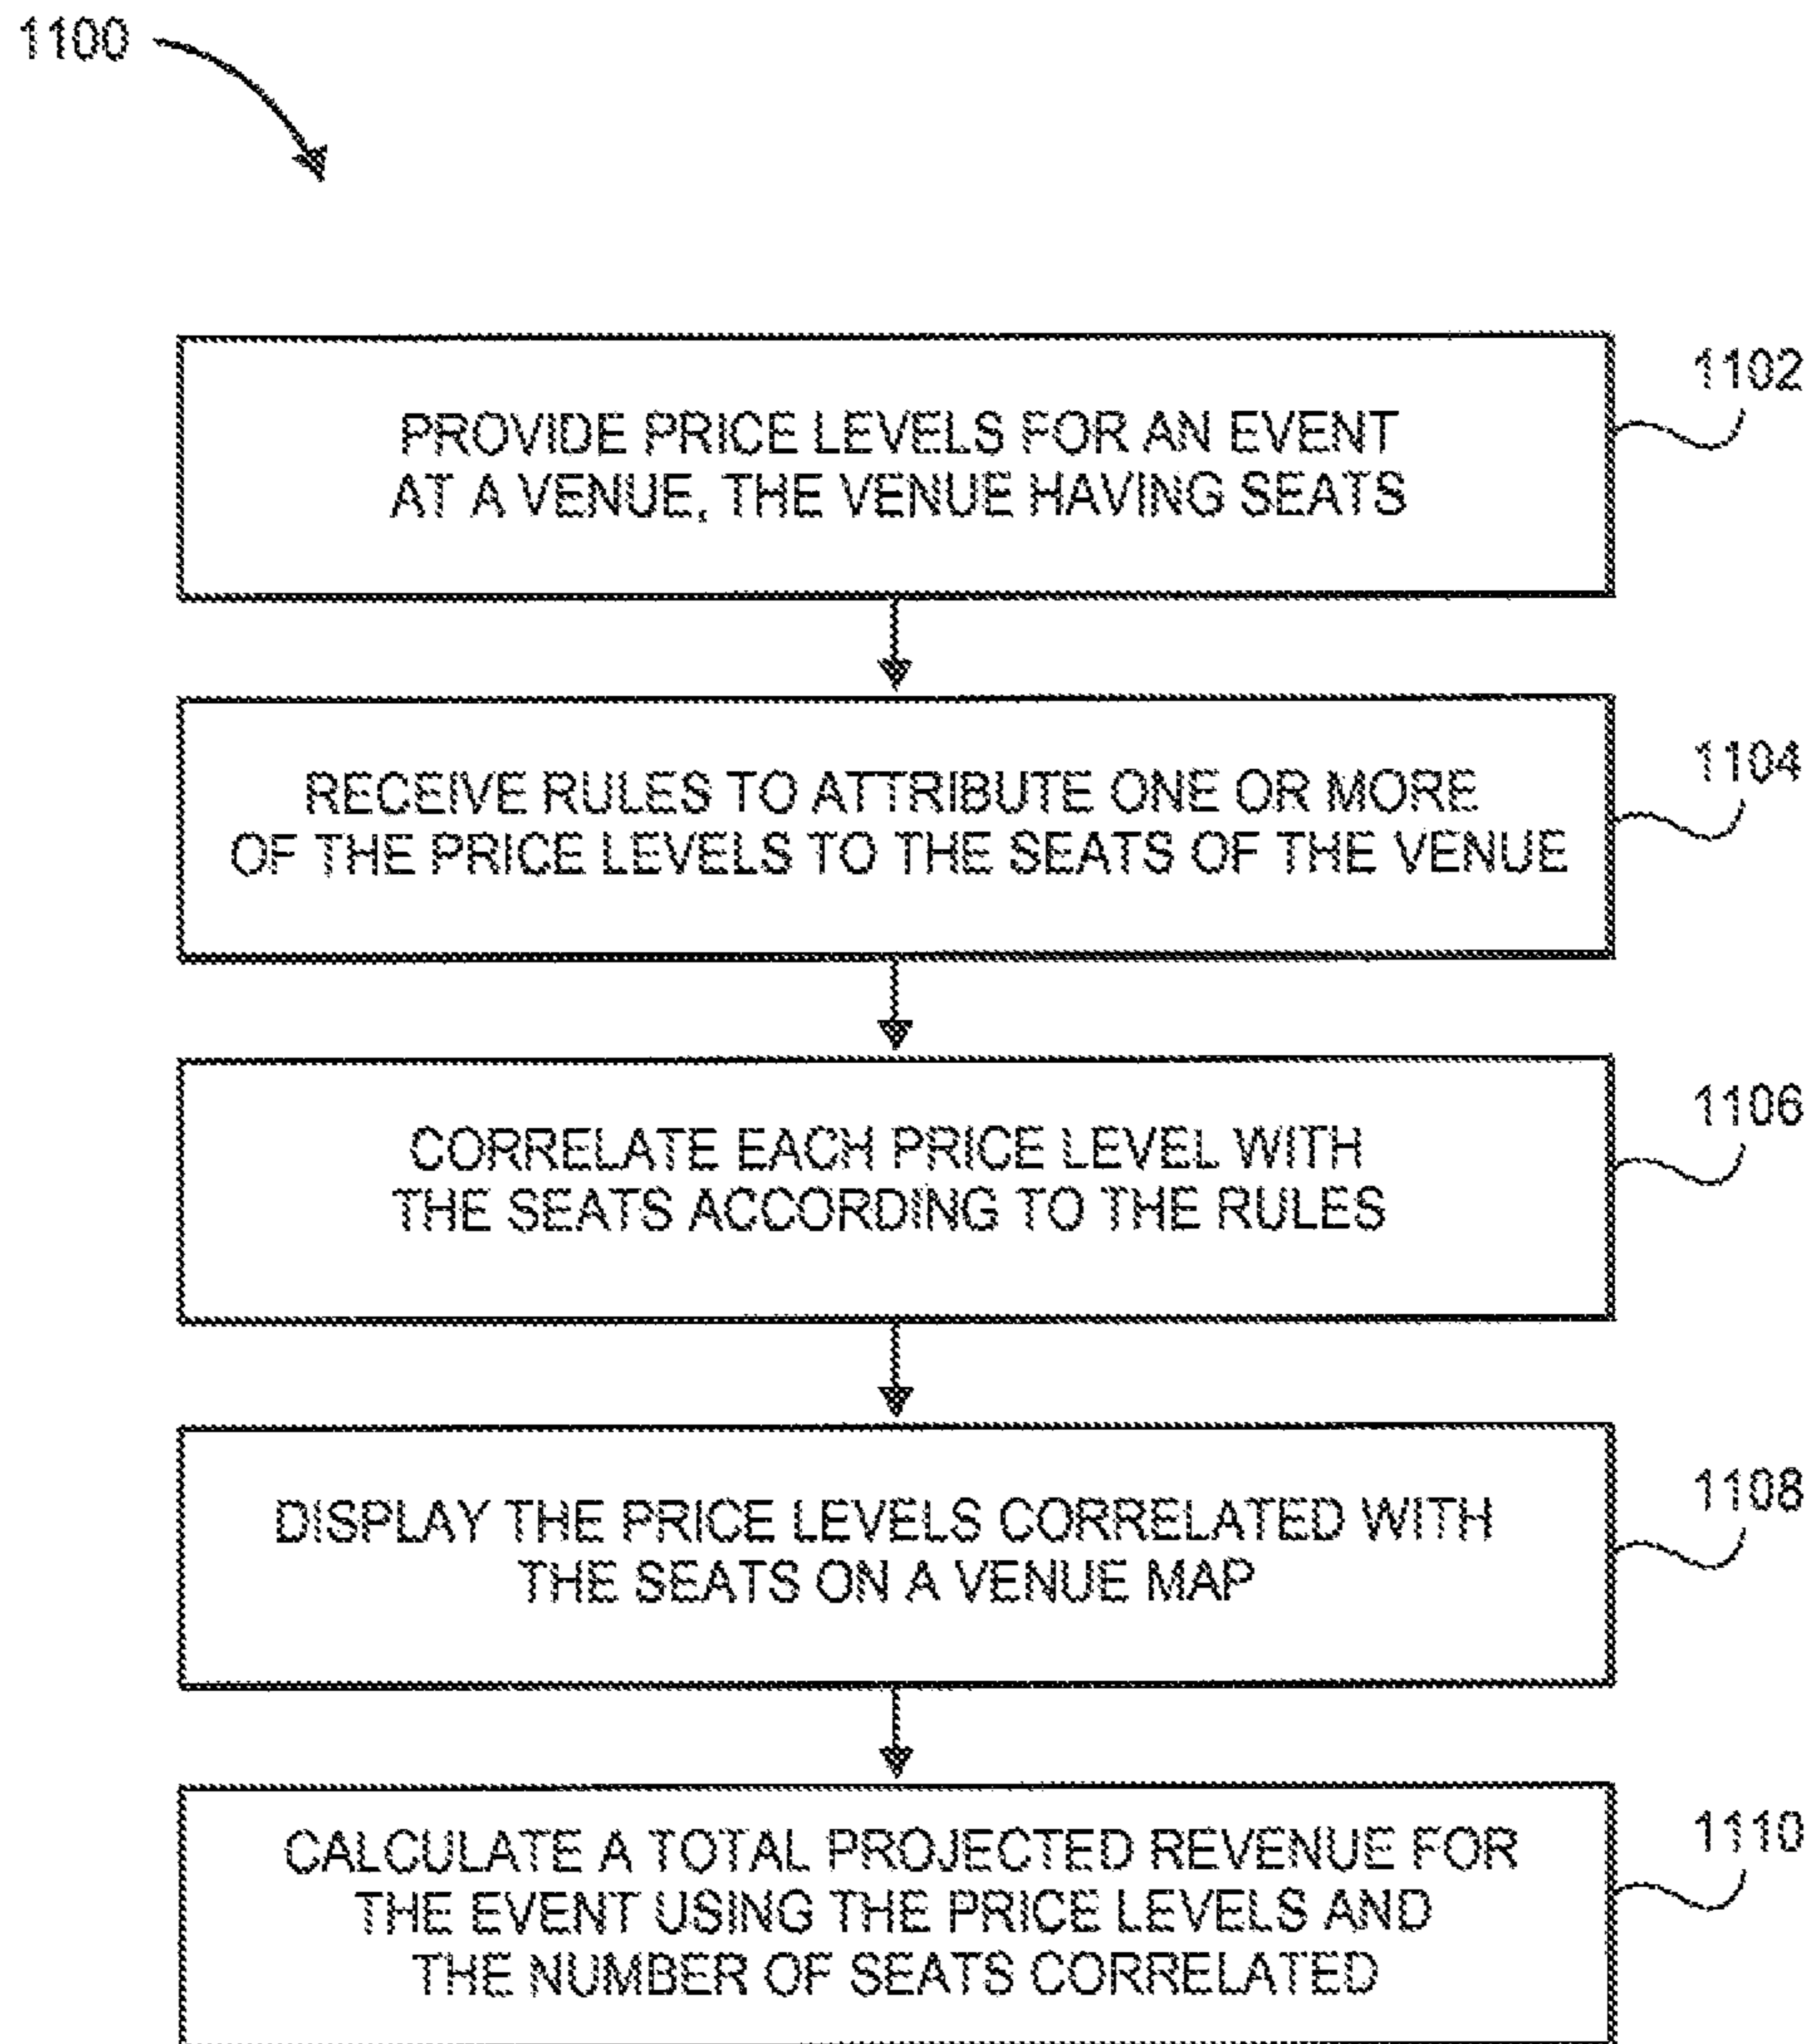 1100
PROVIDE PRICE LEVELS FOR AN EVENT
AT A VENUE, THE VENUE HAVING SEATS
1102
RECEIVE RULES TO ATTRIBUTE ONE OR MORE
OF THE PRICE LEVELS TO THE SEATS OF THE VENUE
1104
CORRELATE EACH PRICE LEVEL WITH
THE SEATS ACCORDING TO THE RULES
1106
DISPLAY THE PRICE LEVELS CORRELATED WITH
THE SEATS ON A VENUE MAP
1108
CALCULATE A TOTAL PROJECTED REVENUE FOR
THE EVENT USING THE PRICE LEVELS AND
THE NUMBER OF SEATS CORRELATED
1110